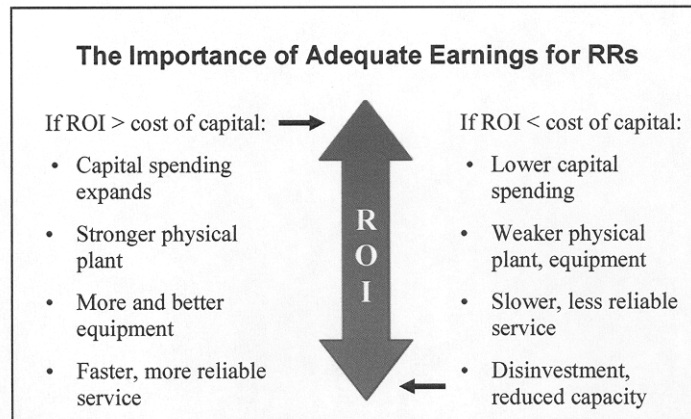 The Importance of Adequate Earnings for RRs
If ROI > cost of capital:
• Capital spending
expands
• Stronger physical
plant
• More and better
equipment
• Faster, more reliable
service
R
O
I
If ROI < cost of capital:
• Lower capital
spending
• Weaker physical
plant, equipment
• Slower, less reliable
service
• Disinvestment,
reduced capacity